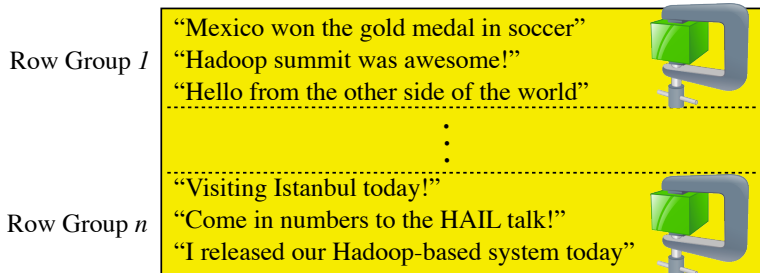 “Mexico won the gold medal in soccer”
Row Group 1
“Hadoop summit was awesome!”
“Hello from the other side of the world”
“Visiting Istanbul today!”
Row Group n
“Come in numbers to the HAIL talk!”
“I released our Hadoop-based system today”